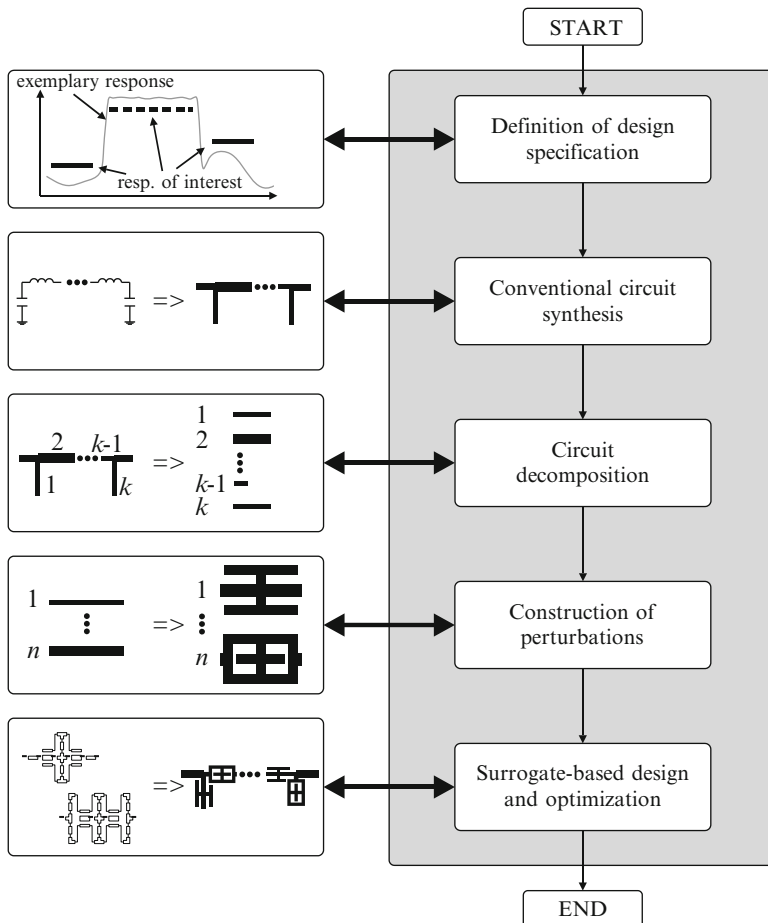 START
exemplary response
resp. of interest
Definition of design
specification
=>
Conventional circuit
synthesis
2 k-1
1 k
=>
1
2
k-1
k
Circuit
decomposition
1
n
=>
1
n
Construction of
perturbations
=>
Surrogate-based design
and optimization
END